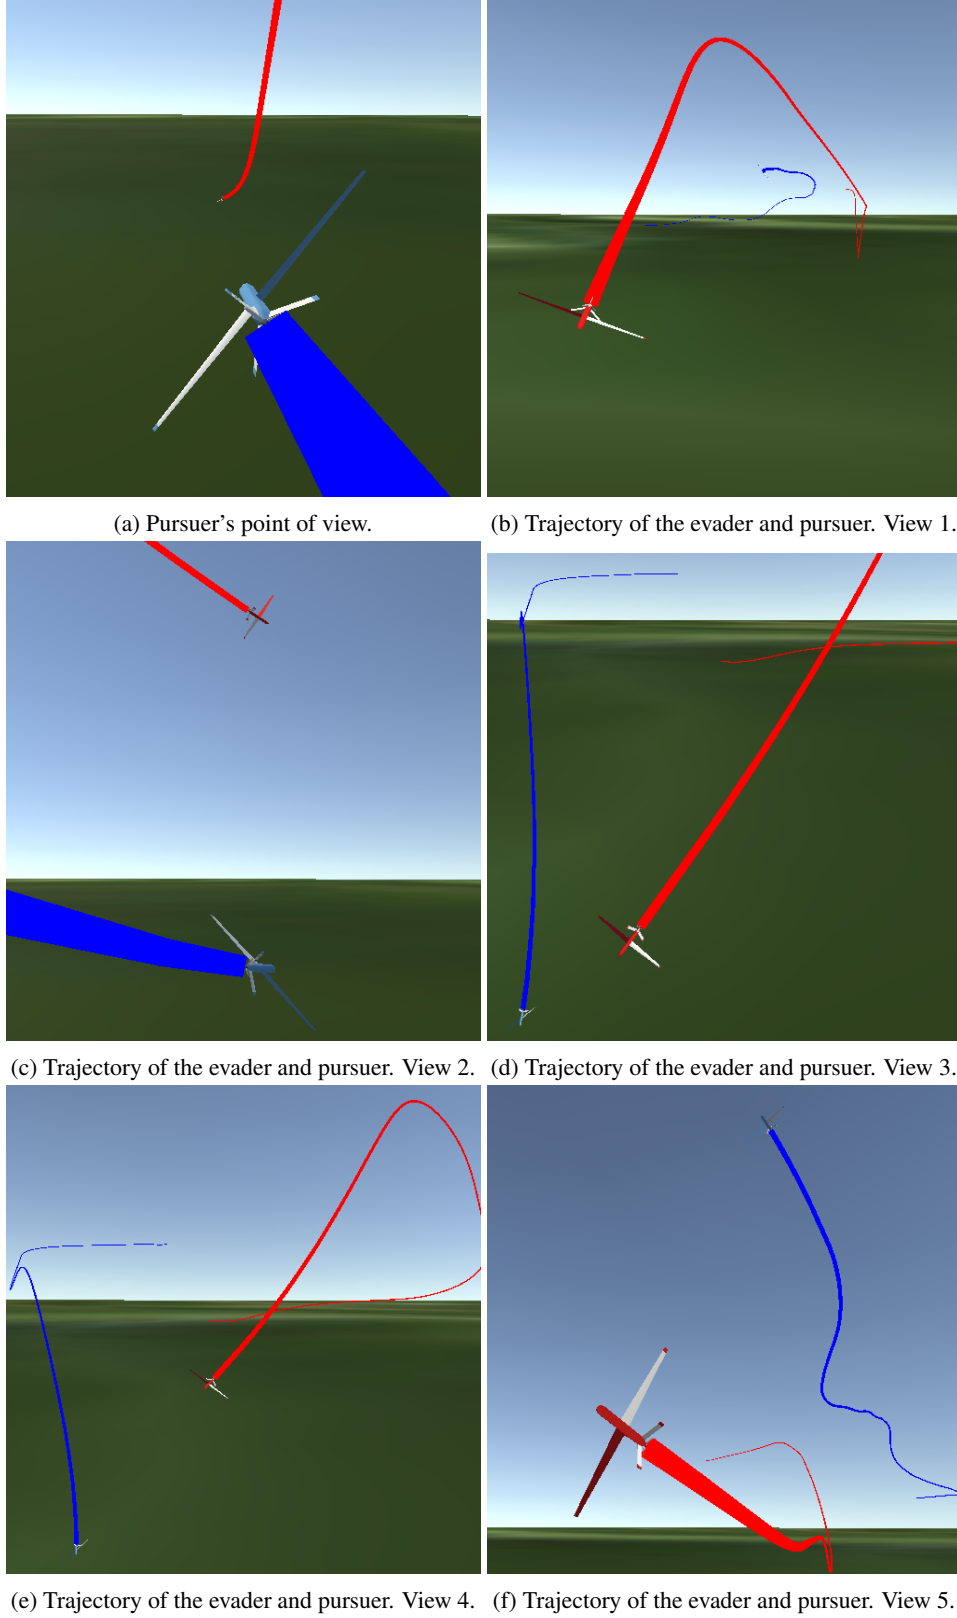 (a) Pursuer's point of view.
(b) Trajectory of the evader and pursuer. View 1.
(c) Trajectory of the evader and pursuer. View 2.
(d) Trajectory of the evader and pursuer. View 3.
(e) Trajectory of the evader and pursuer. View 4.
(f) Trajectory of the evader and pursuer. View 5.